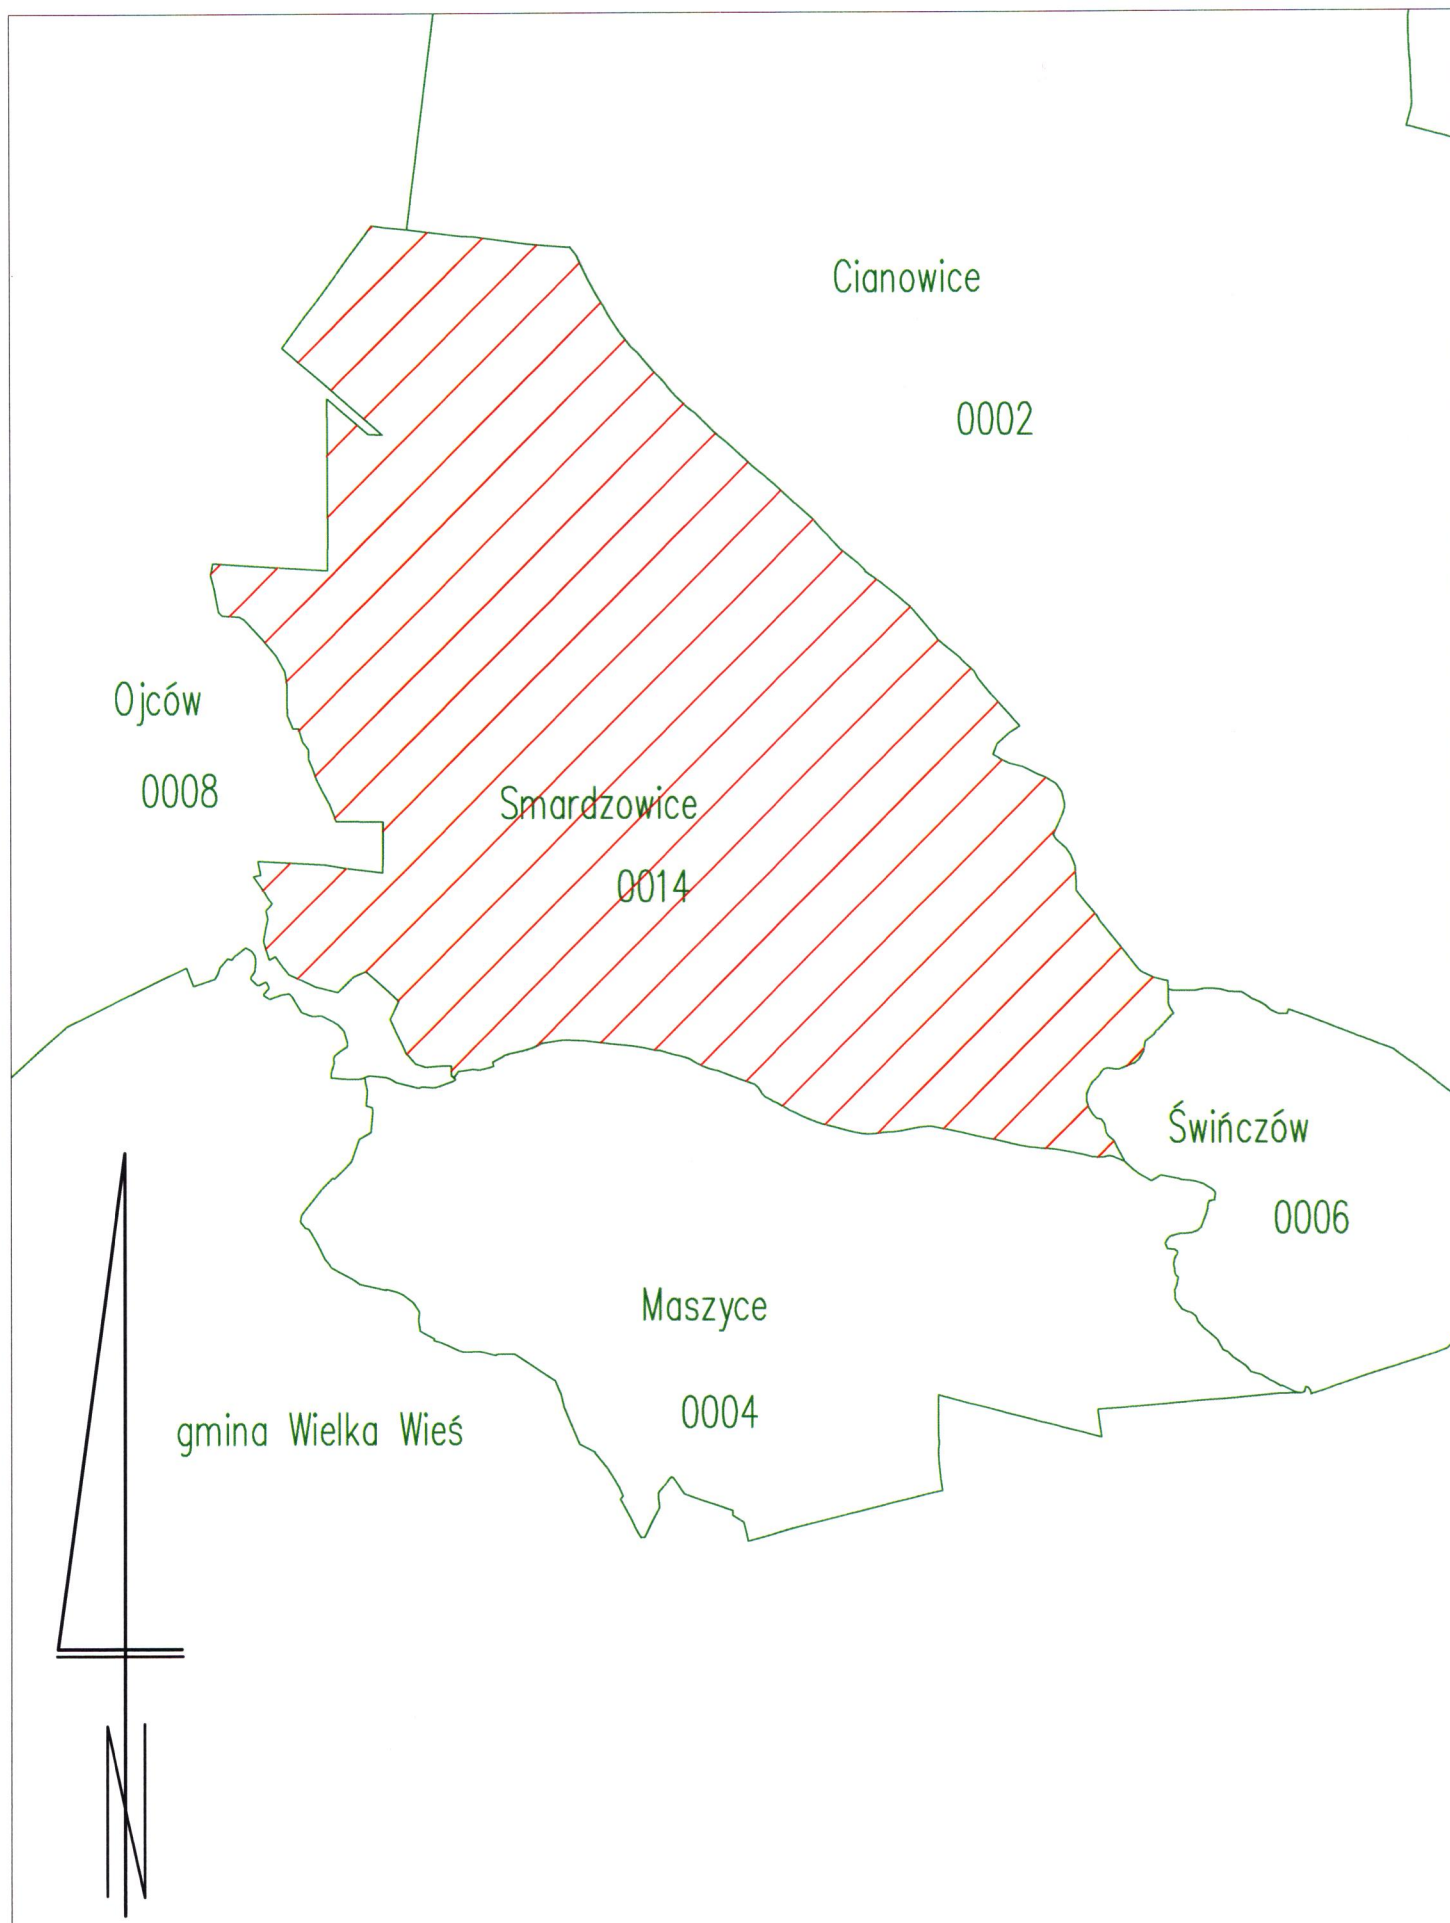 Cianowice
0002
Ojców
0008
Smardzowice
0014
Świńczów
0006
Maszyce
0004
gmina Wielka Wieś
N